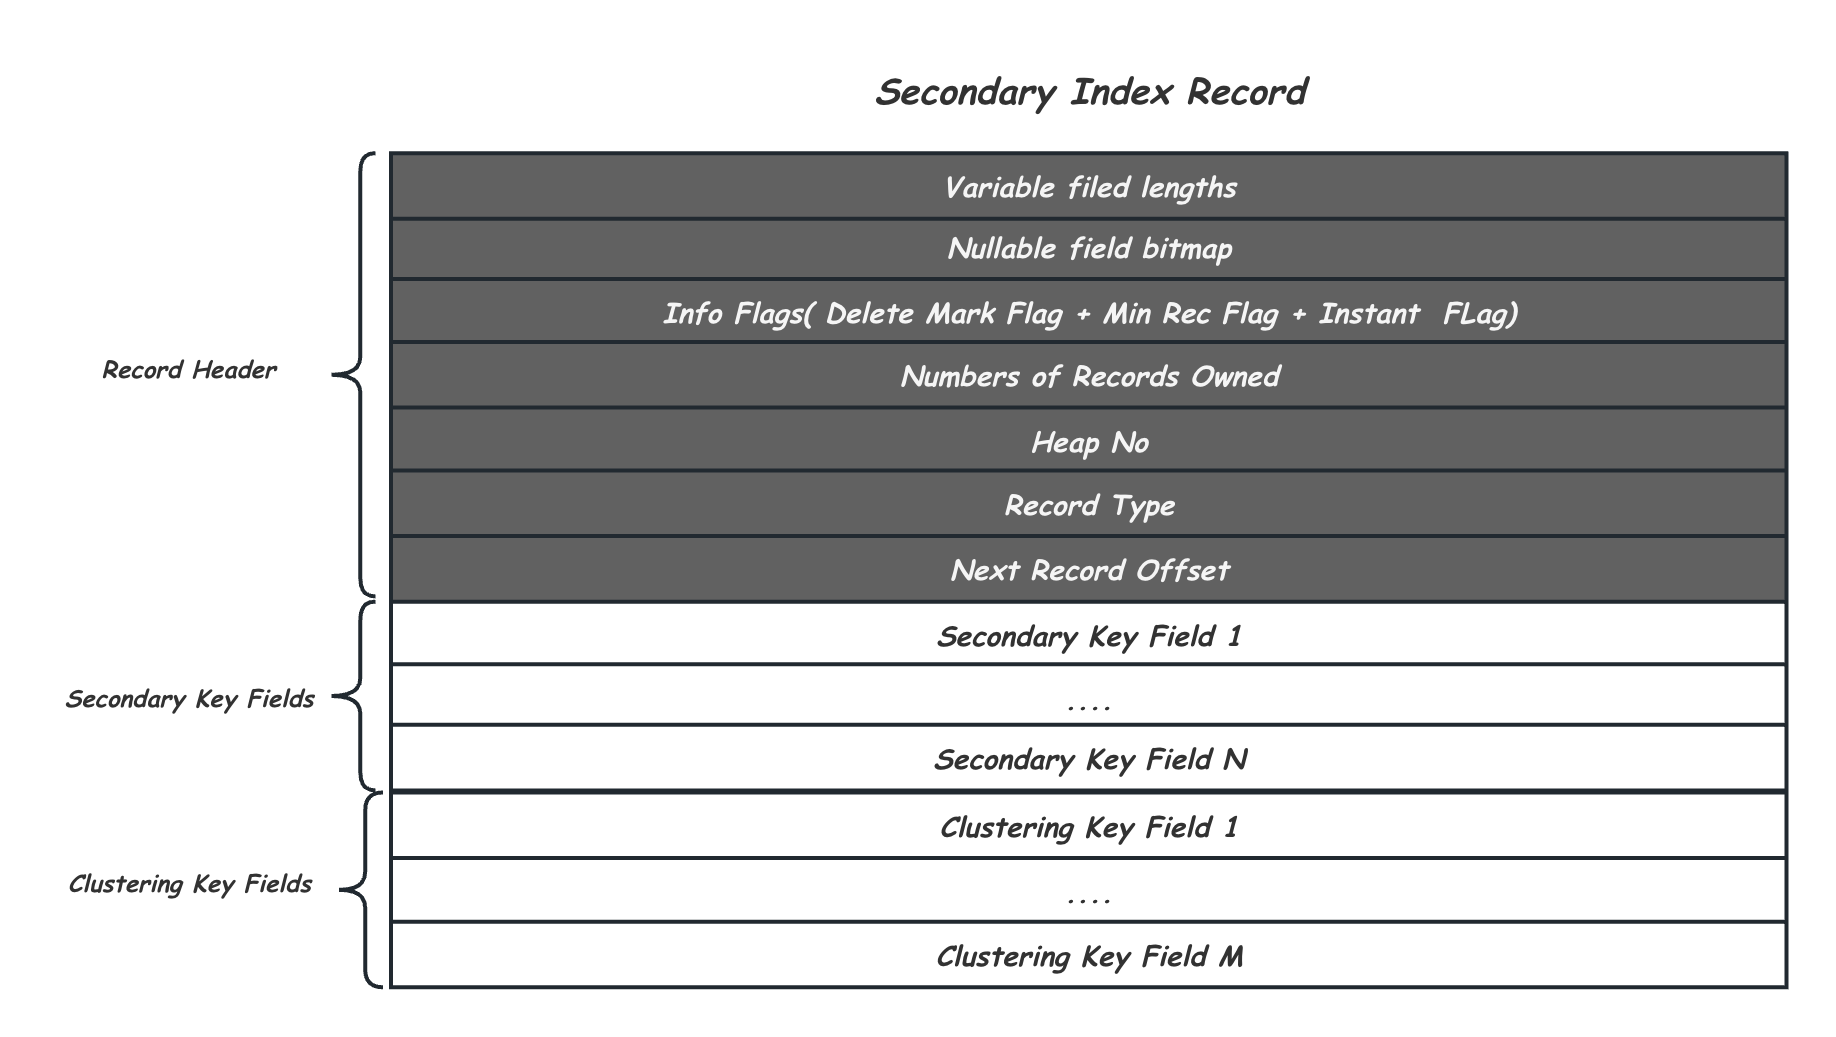 Secondary Index Record
Variable filed lengths
Nullable field bitmap
Info Flags( Delete Mark Flag + Min Rec Flag + Instant  FLag)
Numbers of Records Owned
Heap No
Record Type
Next Record Offset
Record Header
Secondary Key Field 1
....
Secondary Key Field N
Secondary Key Fields
Clustering Key Field 1
....
Clustering Key Field M
Clustering Key Fields